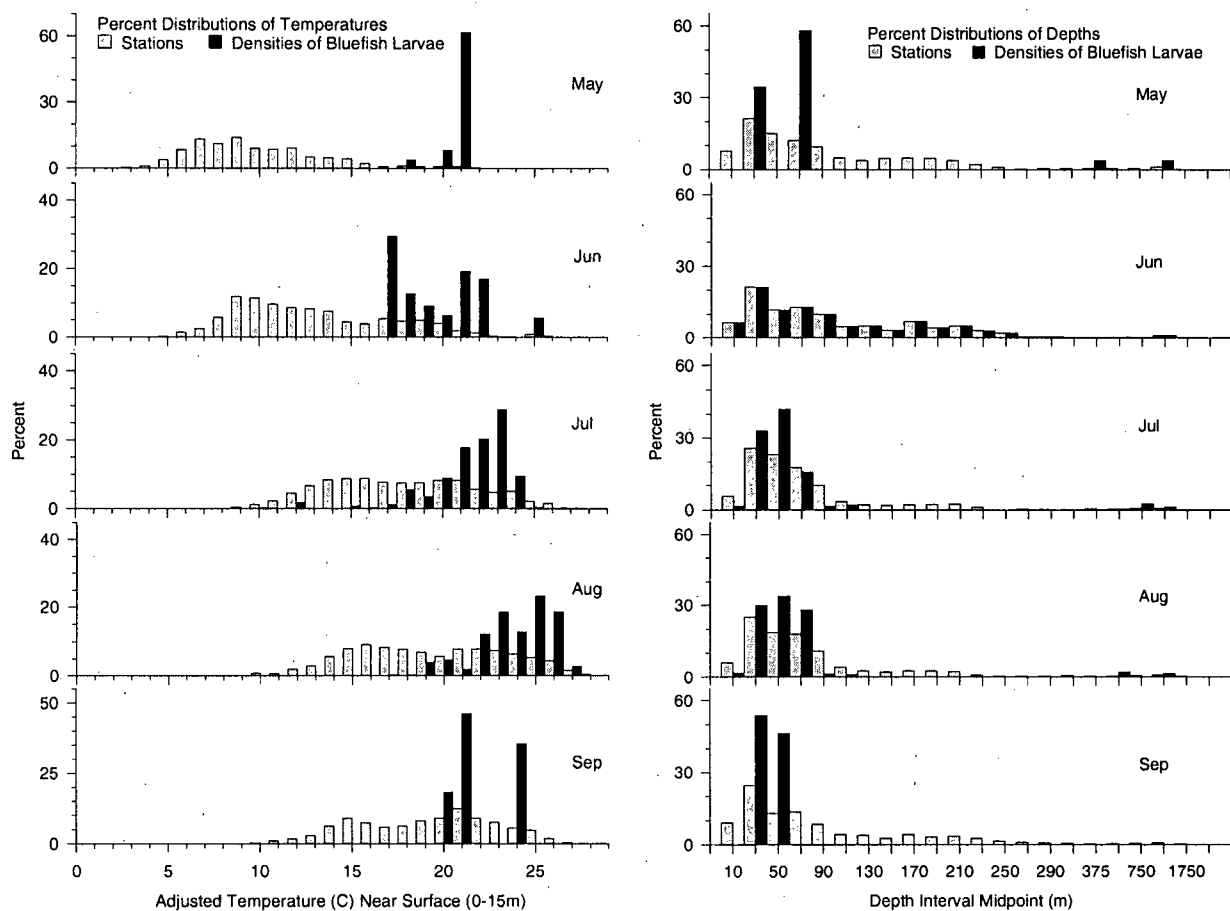 Percent Distributions of Temperatures
Stations Densities of Bluefish Larvae
60
30
0
May
40
20
0
Jun
40
20
0
Jul
40
20
0
Aug
50
25
0
Sep
Percent
0 5 10 15 20 25
Adjusted Temperature (C) Near Surface (0-15m)
Percent Distributions of Depths
Stations Densities of Bluefish Larvae
60
30
0
May
60
30
0
Jun
60
30
0
Jul
60
30
0
Aug
60
30
0
Sep
Percent
10 50 90 130 170 210 250 290 375 750 1750
Depth Interval Midpoint (m)